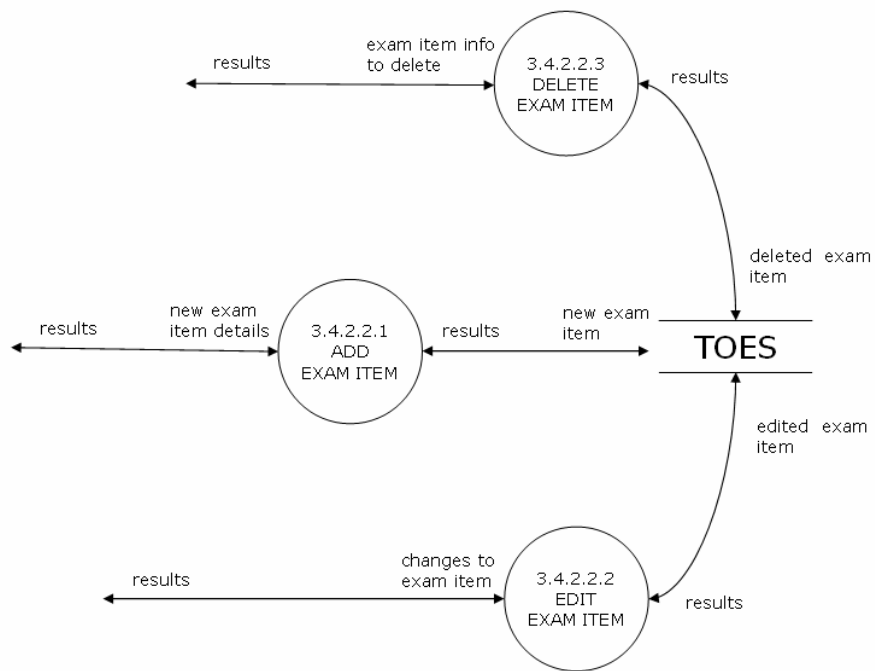 results
exam item info
to delete
3.4.2.2.3
DELETE
EXAM ITEM
results
deleted exam
item
results
new exam
item details
3.4.2.2.1
ADD
EXAM ITEM
results
new exam
item
TOES
edited exam
item
results
changes to
exam item
3.4.2.2.2
EDIT
EXAM ITEM
results